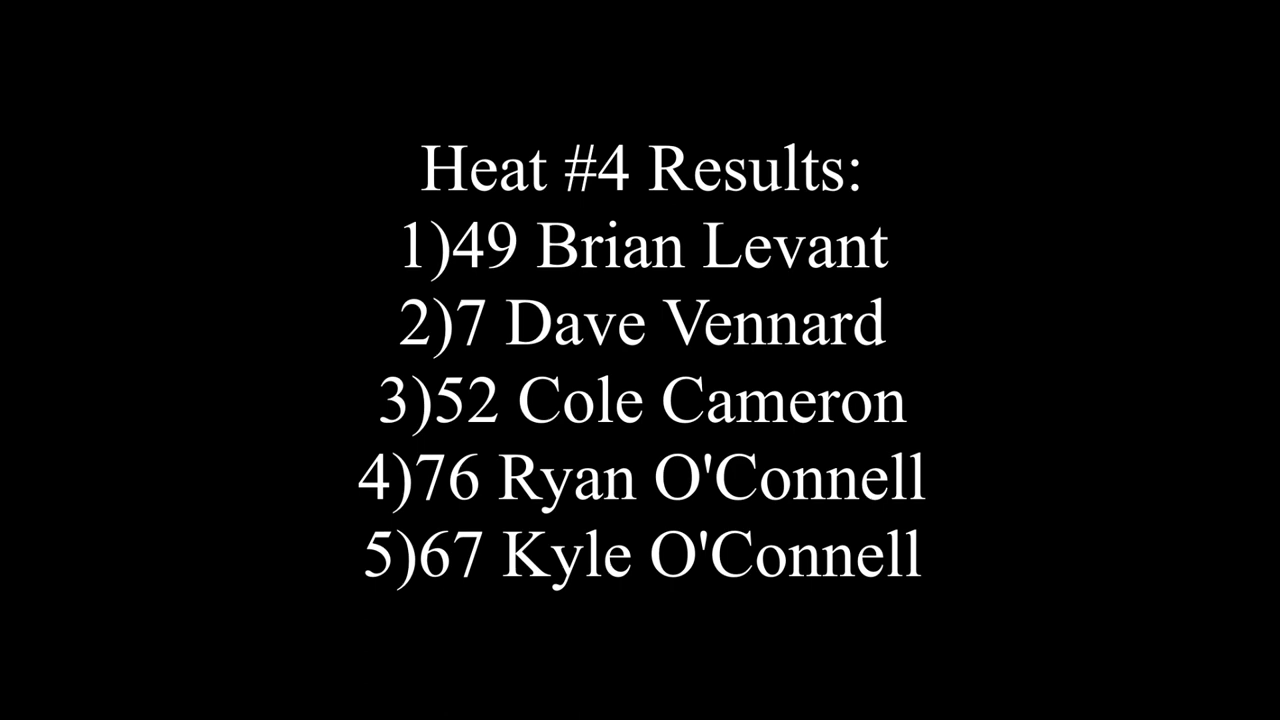 Heat #4 Results:
1)49 Brian Levant
2)7 Dave Vennard
3)52 Cole Cameron
4)76 Ryan O'Connell
5)67 Kyle O'Connell